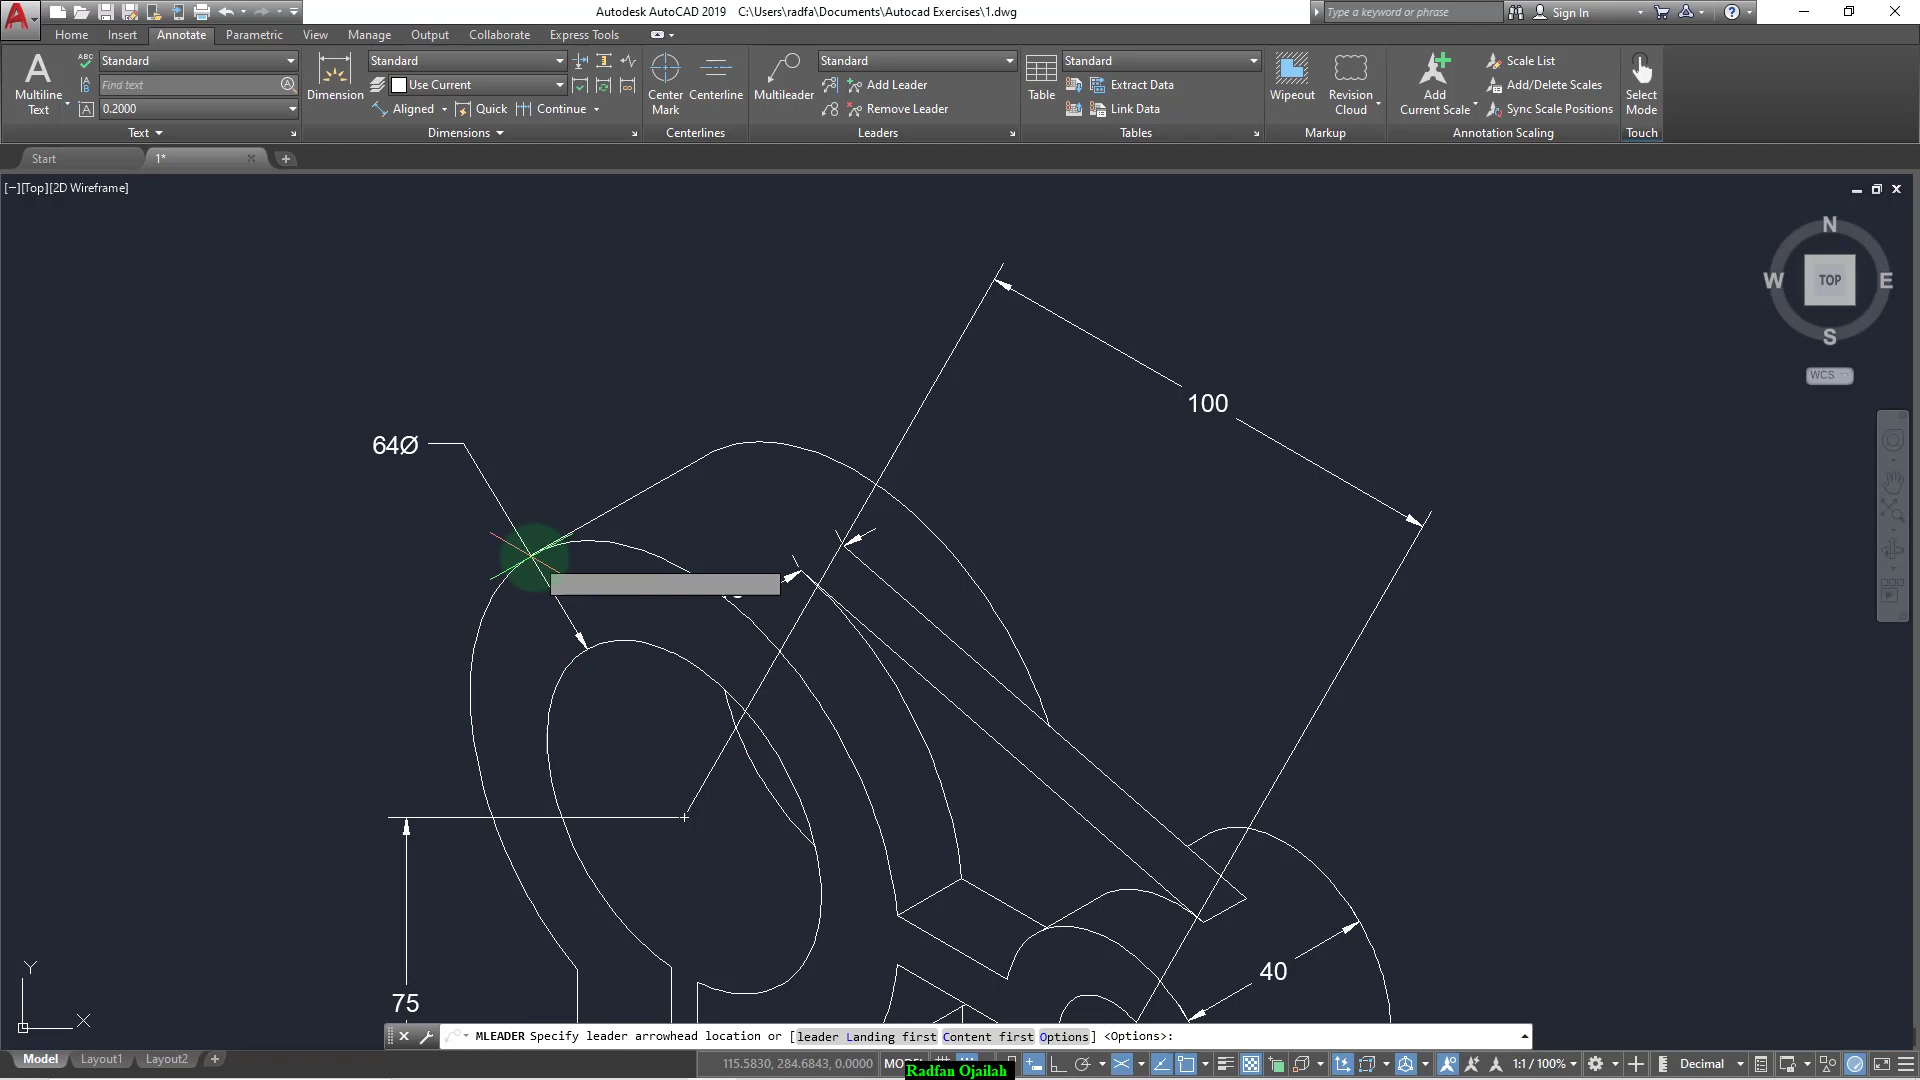 Autodesk AutoCAD 2019 C:\Users\radfa\Documents\Autocad Exercises\1.dwg
Type a keyword or phrase
Sign In
Home Insert Annotate Parametric View Manage Output Collaborate Express Tools
Multiline Text
ABC
Standard
Find text
0.2000
Text
Dimension
Standard
Use Current
Aligned Quick Continue
Dimensions
Center Mark
Centerline
Centerlines
Multileader
Standard
Add Leader
Remove Leader
Leaders
Table
Standard
Extract Data
Link Data
Tables
Wipeout
Revision Cloud
Markup
Add Current Scale
Scale List
Add/Delete Scales
Sync Scale Positions
Annotation Scaling
Select Mode
Touch
Start 1*
[−][Top][2D Wireframe]
N
W TOP E
S
WCS
100
64Ø
40
75
Y
X
MLEADER Specify leader arrowhead location or [leader Landing first Content first Options] <Options>:
Model Layout1 Layout2
115.5830, 284.6843, 0.0000
1:1 / 100%
Decimal
Radfan Ojailah